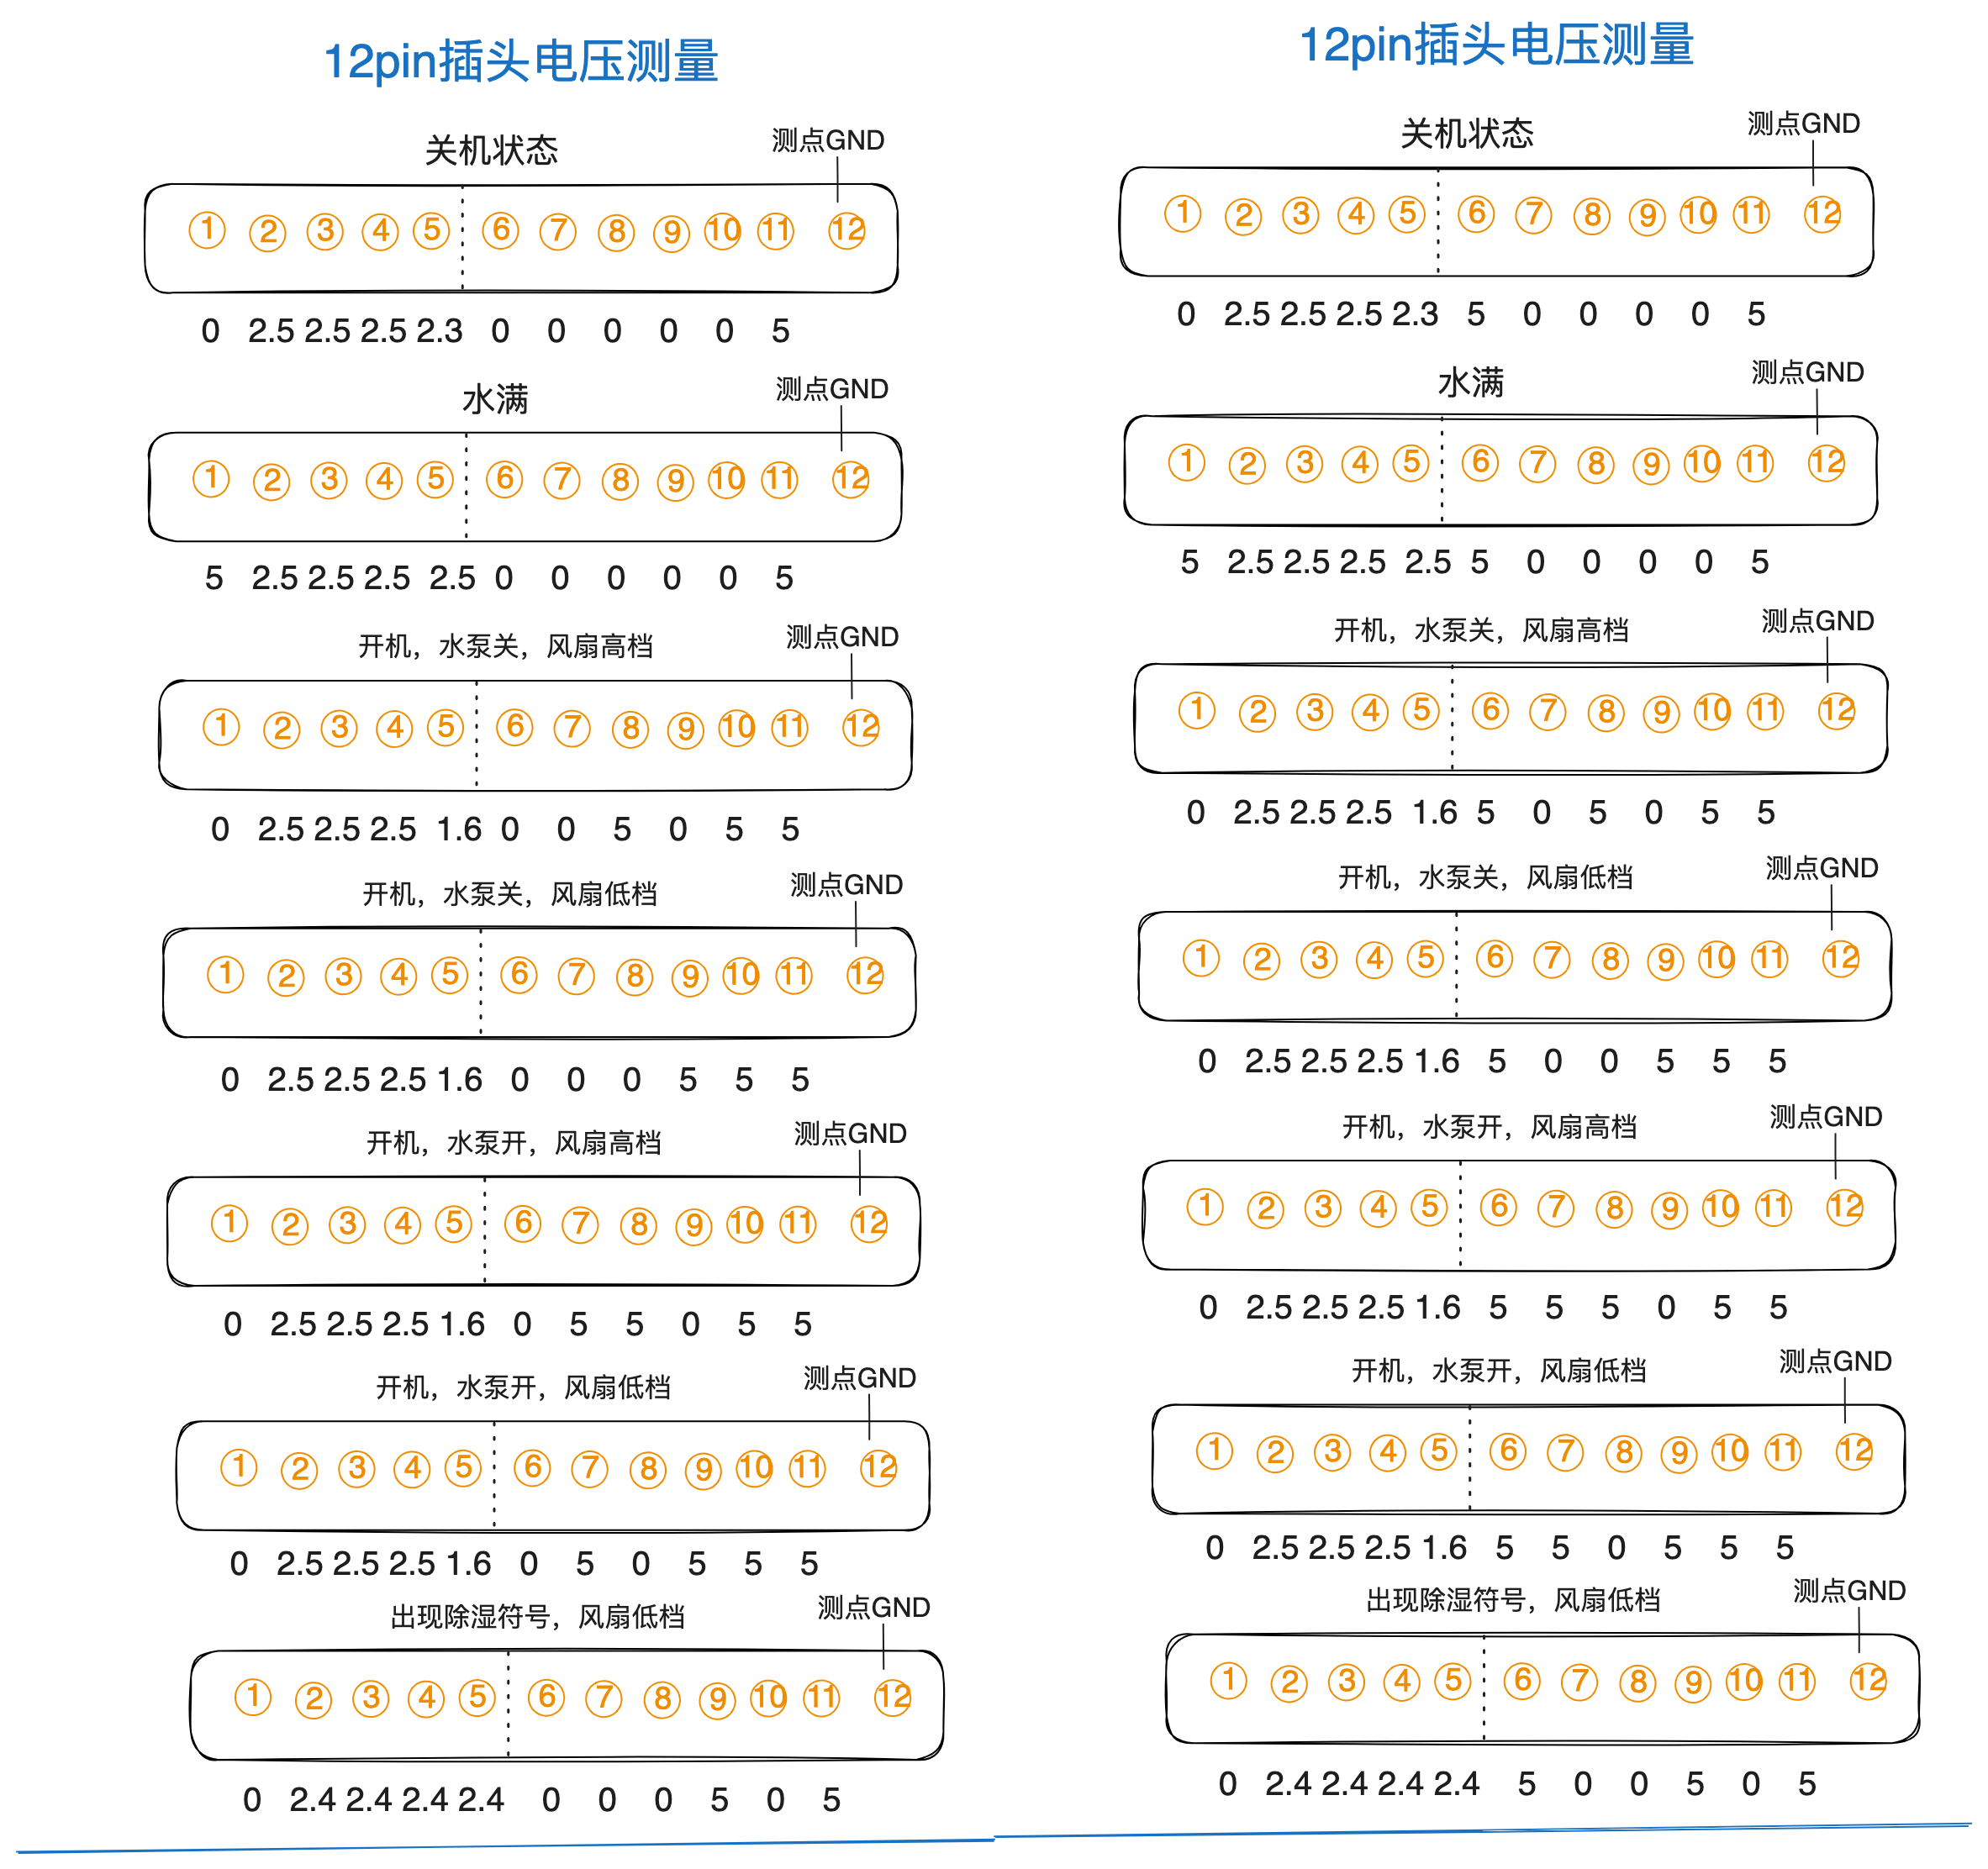 12pin插头电压测量
关机状态
测点GND
1 2 3 4 5 6 7 8 9 10 11 12
0 2.5 2.5 2.5 2.3 0 0 0 0 0 5
水满
测点GND
1 2 3 4 5 6 7 8 9 10 11 12
5 2.5 2.5 2.5 2.5 0 0 0 0 0 5
开机，水泵关，风扇高档
测点GND
1 2 3 4 5 6 7 8 9 10 11 12
0 2.5 2.5 2.5 1.6 0 0 5 0 5 5
开机，水泵关，风扇低档
测点GND
1 2 3 4 5 6 7 8 9 10 11 12
0 2.5 2.5 2.5 1.6 0 0 0 5 5 5
开机，水泵开，风扇高档
测点GND
1 2 3 4 5 6 7 8 9 10 11 12
0 2.5 2.5 2.5 1.6 0 5 5 0 5 5
开机，水泵开，风扇低档
测点GND
1 2 3 4 5 6 7 8 9 10 11 12
0 2.5 2.5 2.5 1.6 0 5 0 5 5 5
出现除湿符号，风扇低档
测点GND
1 2 3 4 5 6 7 8 9 10 11 12
0 2.4 2.4 2.4 2.4 0 0 0 5 0 5
12pin插头电压测量
关机状态
测点GND
1 2 3 4 5 6 7 8 9 10 11 12
0 2.5 2.5 2.5 2.3 5 0 0 0 0 5
水满
测点GND
1 2 3 4 5 6 7 8 9 10 11 12
5 2.5 2.5 2.5 2.5 5 0 0 0 0 5
开机，水泵关，风扇高档
测点GND
1 2 3 4 5 6 7 8 9 10 11 12
0 2.5 2.5 2.5 1.6 5 0 5 0 5 5
开机，水泵关，风扇低档
测点GND
1 2 3 4 5 6 7 8 9 10 11 12
0 2.5 2.5 2.5 1.6 5 0 0 5 5 5
开机，水泵开，风扇高档
测点GND
1 2 3 4 5 6 7 8 9 10 11 12
0 2.5 2.5 2.5 1.6 5 5 5 0 5 5
开机，水泵开，风扇低档
测点GND
1 2 3 4 5 6 7 8 9 10 11 12
0 2.5 2.5 2.5 1.6 5 5 0 5 5 5
出现除湿符号，风扇低档
测点GND
1 2 3 4 5 6 7 8 9 10 11 12
0 2.4 2.4 2.4 2.4 5 0 0 5 0 5